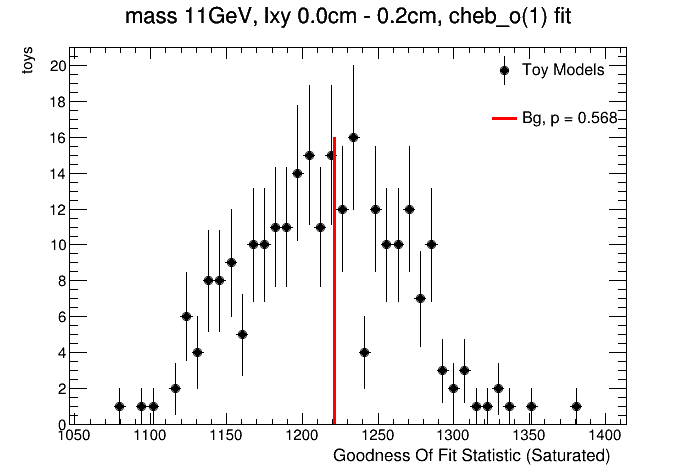 mass 11GeV, lxy 0.0cm - 0.2cm, cheb_o(1) fit
toys
20
18
16
14
12
10
8
6
4
2
0
Toy Models
Bg, p = 0.568
1050 1100 1150 1200 1250 1300 1350 1400
Goodness Of Fit Statistic (Saturated)